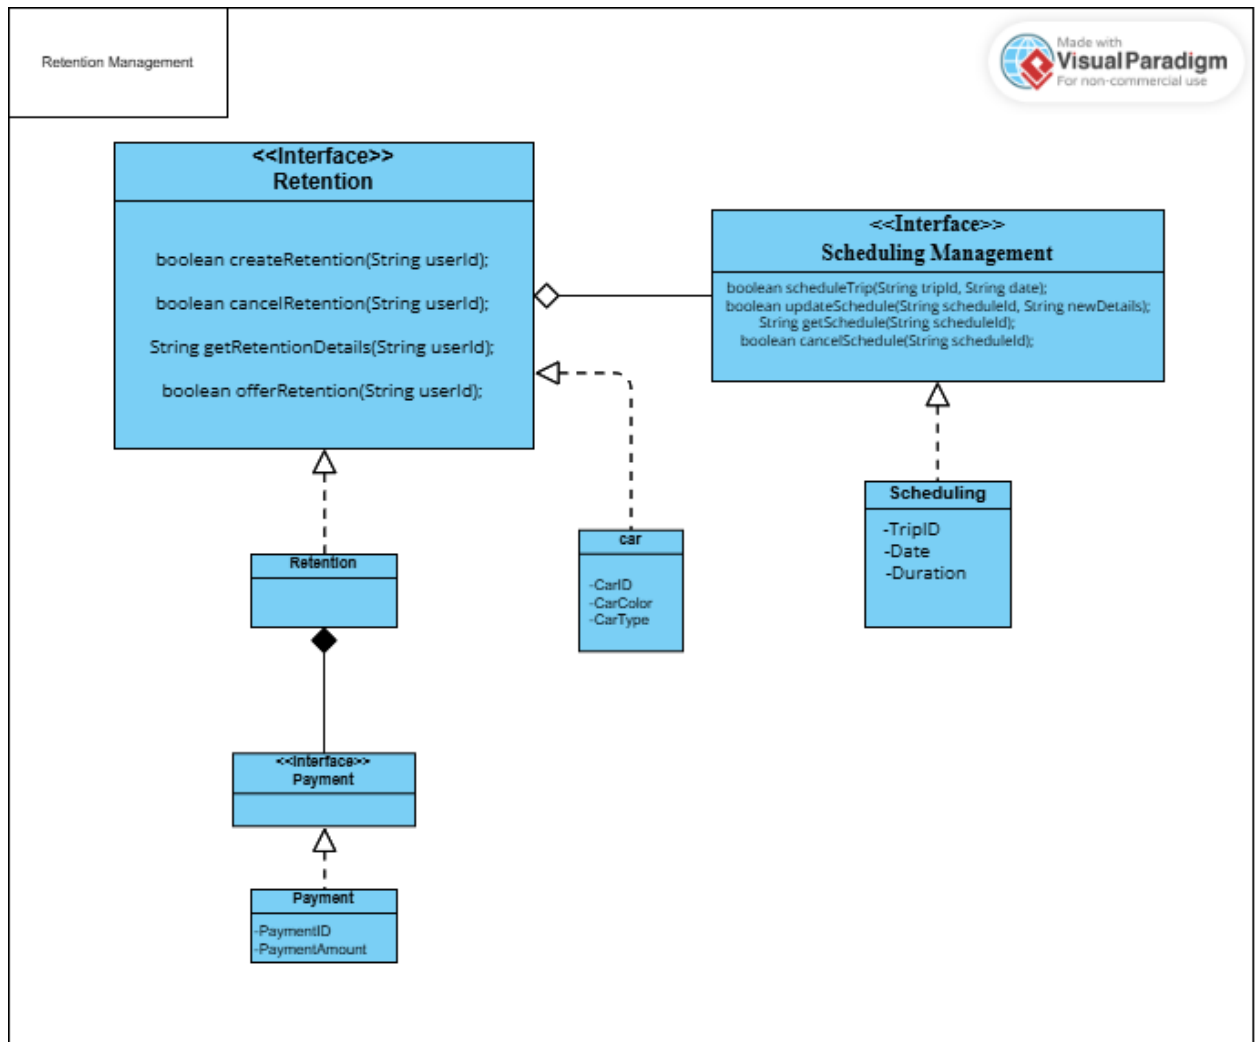 Retention Management
Made with
Visual Paradigm
For non-commercial use
<<Interface>>
Retention
boolean createRetention(String userId);
boolean cancelRetention(String userId);
String getRetentionDetails(String userId);
boolean offerRetention(String userId);
<<Interface>>
Scheduling Management
boolean scheduleTrip(String tripId, String date);
boolean updateSchedule(String scheduleId, String newDetails);
String getSchedule(String scheduleId);
boolean cancelSchedule(String scheduleId);
Scheduling
-TripID
-Date
-Duration
car
-CarID
-CarColor
-CarType
Retention
<<Interface>>
Payment
Payment
-PaymentID
-PaymentAmount